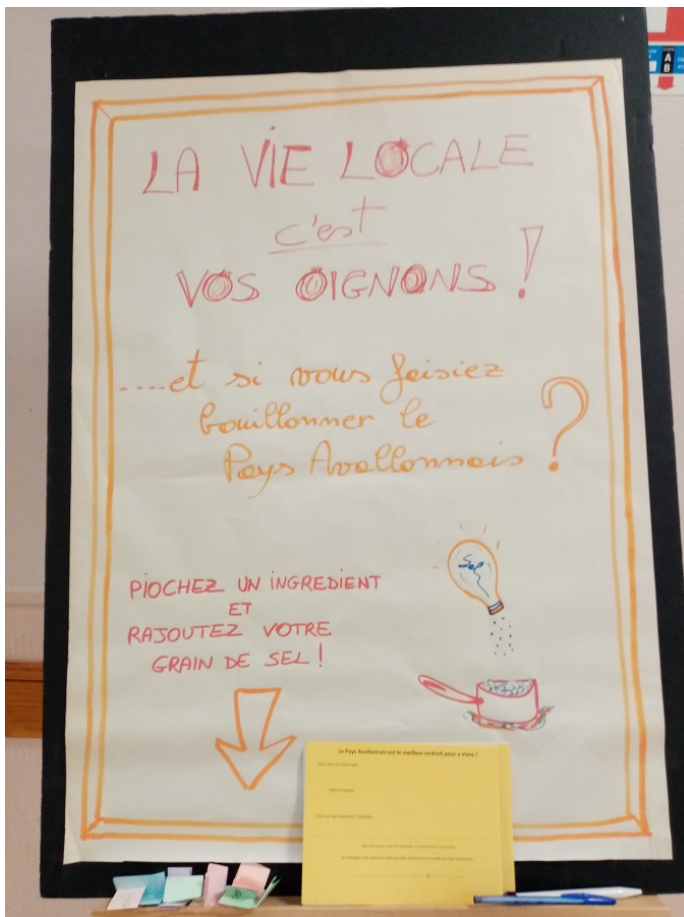 LA VIE LOCALE
c'est
VOS OIGNONS !
....et si vous faisiez
bouillonner le
Pays Avallonnais ?
Sel
PIOCHEZ UN INGREDIENT
ET
RAJOUTEZ VOTRE
GRAIN DE SEL !
Le Pays Avallonnais est le meilleur endroit pour y vivre !
A
B